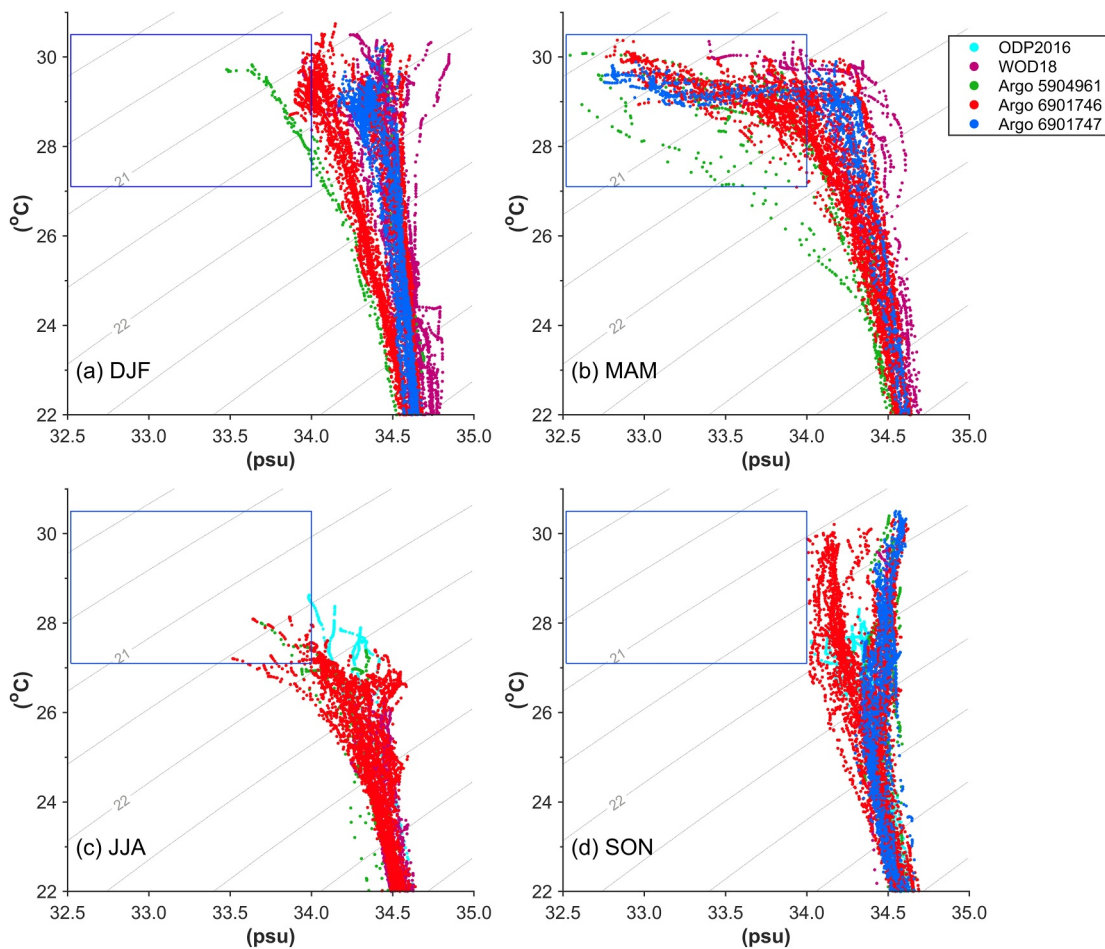 ODP2016
WOD18
Argo 5904961
Argo 6901746
Argo 6901747
30
28
26
24
22
(°C)
21
22
(a) DJF
32.5 33.0 33.5 34.0 34.5 35.0
(psu)
30
28
26
24
22
(°C)
21
22
(b) MAM
32.5 33.0 33.5 34.0 34.5 35.0
(psu)
30
28
26
24
22
(°C)
21
22
(c) JJA
32.5 33.0 33.5 34.0 34.5 35.0
(psu)
30
28
26
24
22
(°C)
21
22
(d) SON
32.5 33.0 33.5 34.0 34.5 35.0
(psu)